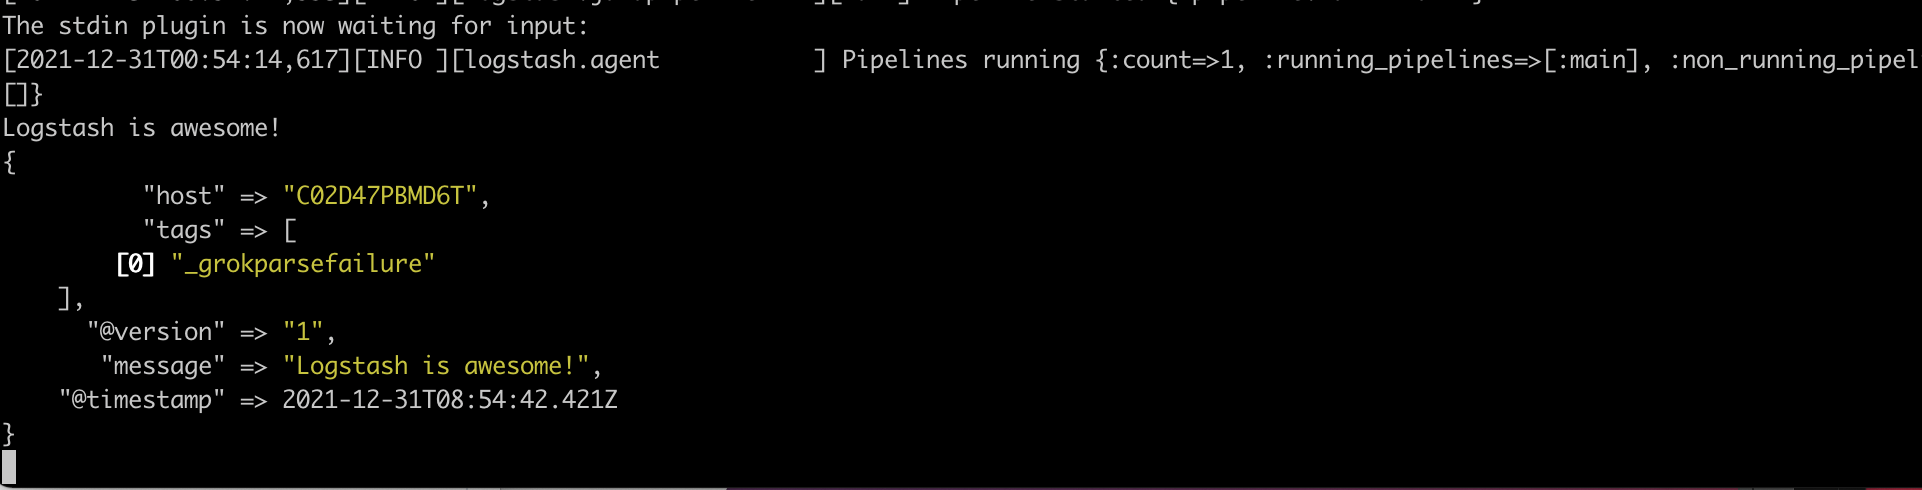 The stdin plugin is now waiting for input:
[2021-12-31T00:54:14,617][INFO ][logstash.agent           ] Pipelines running {:count=>1, :running_pipelines=>[:main], :non_running_pipel
[]}
Logstash is awesome!
{
          "host" => "C02D47PBMD6T",
          "tags" => [
        [0] "_grokparsefailure"
    ],
      "@version" => "1",
       "message" => "Logstash is awesome!",
    "@timestamp" => 2021-12-31T08:54:42.421Z
}